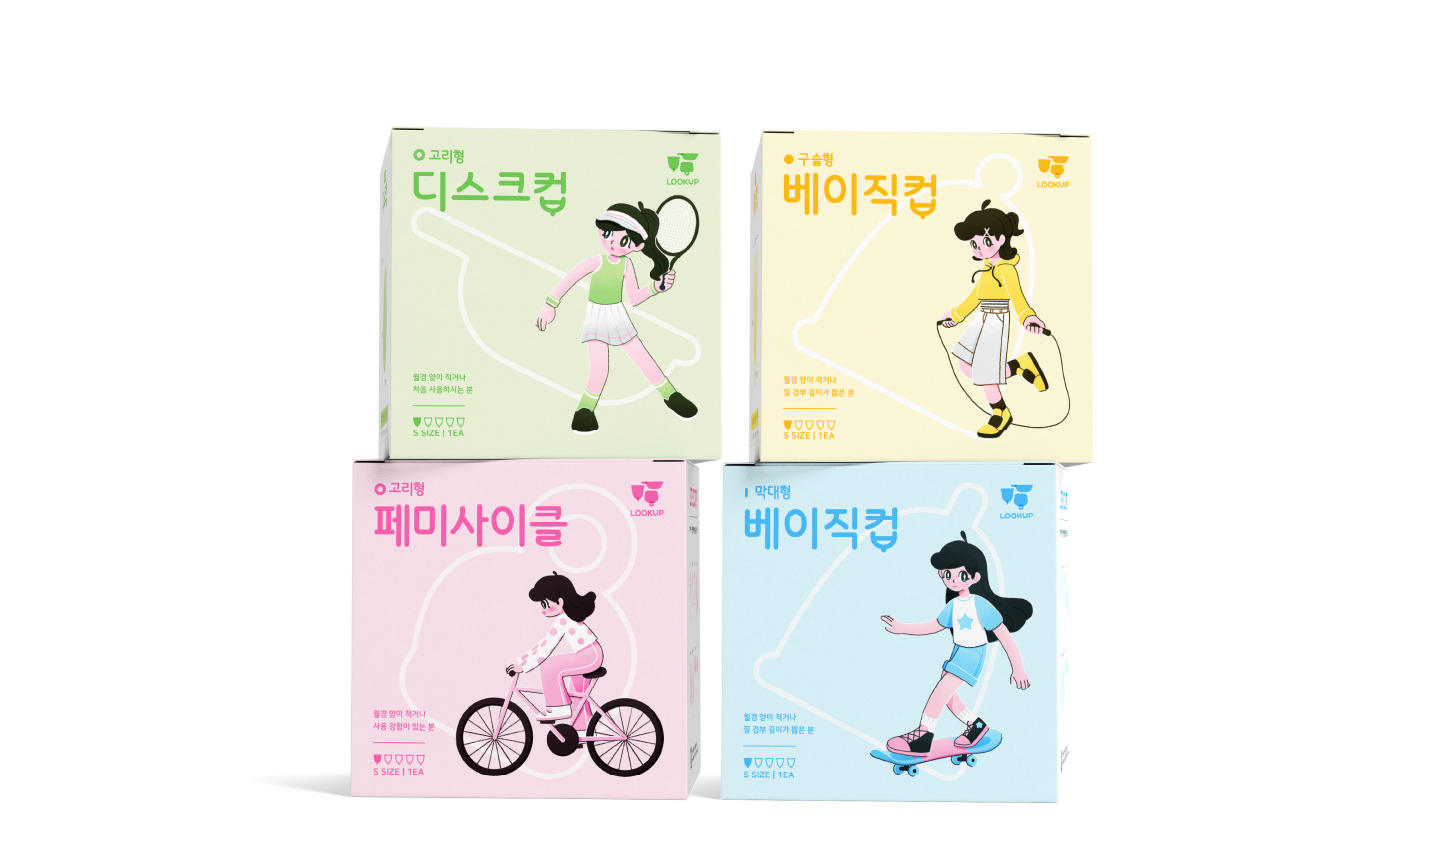 고리형
디스크컵
LOOKUP
월경 양이 적거나
처음 사용하시는 분
S SIZE | 1EA
구슬형
베이직컵
LOOKUP
월경 양이 적거나
질 경부 길이가 짧은 분
S SIZE | 1EA
고리형
페미사이클
LOOKUP
월경 양이 적거나
사용 경험이 있는 분
S SIZE | 1EA
막대형
베이직컵
LOOKUP
월경 양이 적거나
질 경부 길이가 짧은 분
S SIZE | 1EA